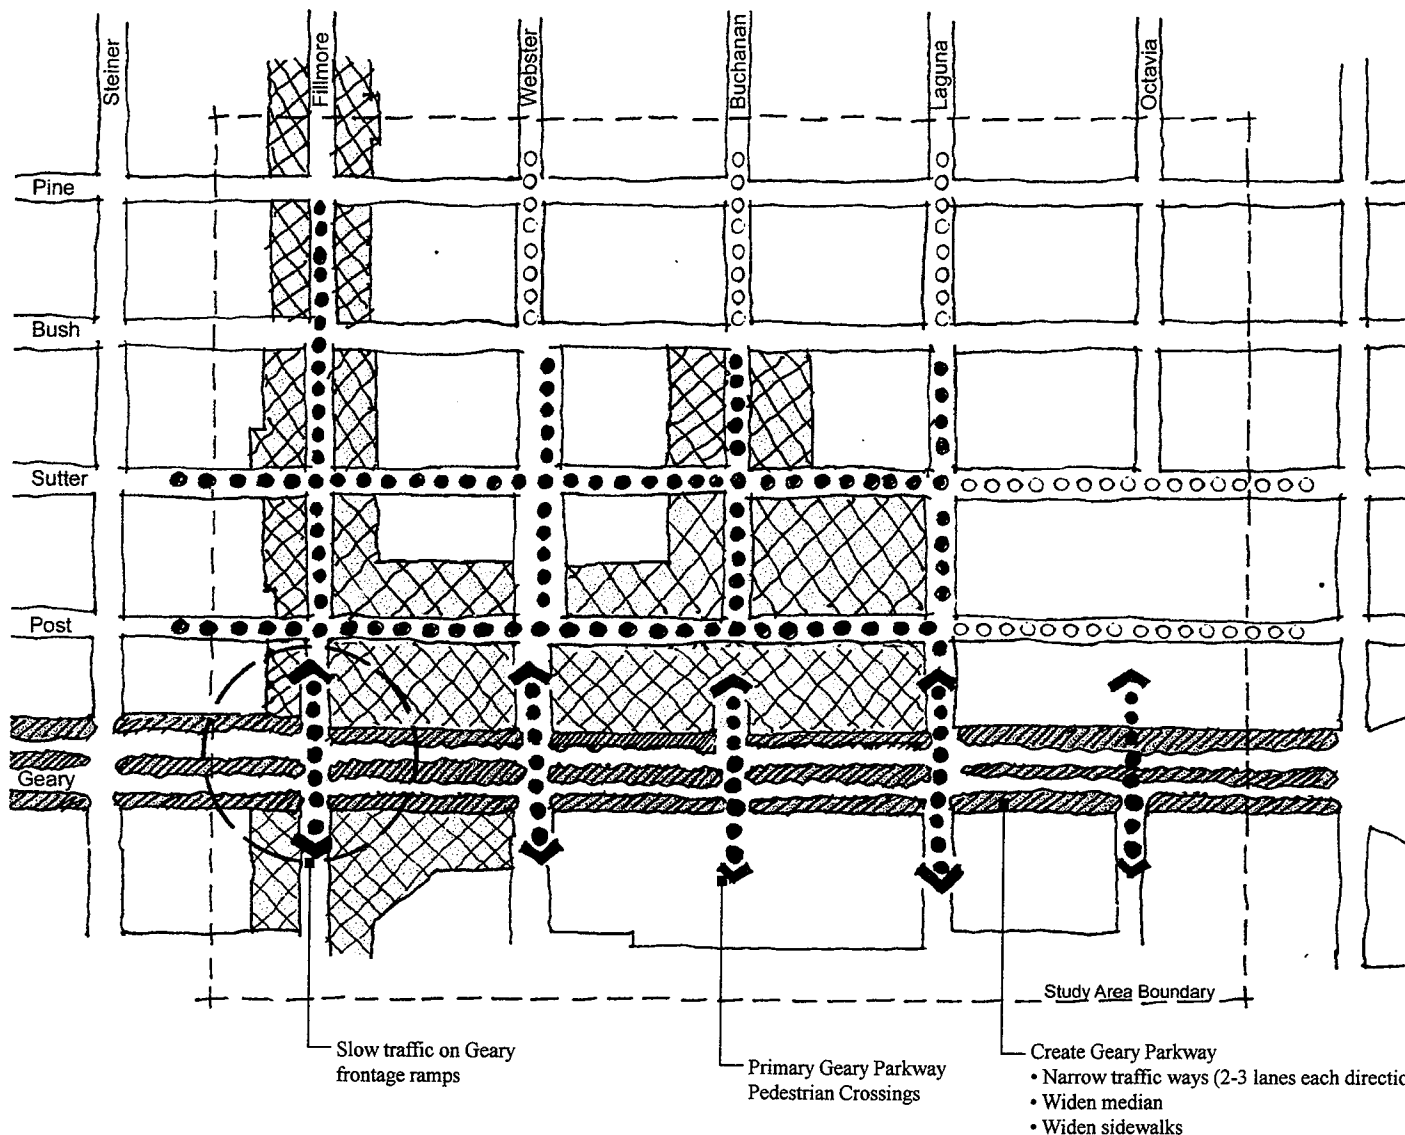 Steiner
Fillmore
Webster
Buchanan
Laguna
Octavia
Pine
Bush
Sutter
Post
Geary
Study Area Boundary
Slow traffic on Geary
frontage ramps
Primary Geary Parkway
Pedestrian Crossings
Create Geary Parkway
• Narrow traffic ways (2-3 lanes each directio
• Widen median
• Widen sidewalks